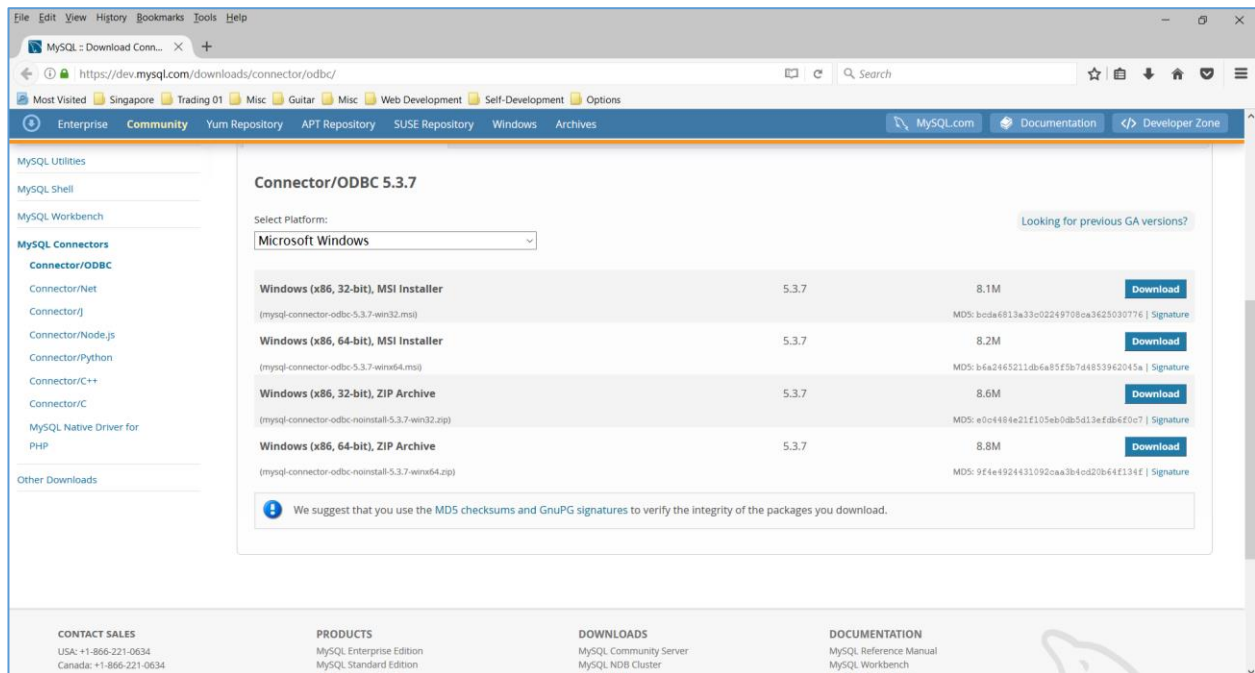 File Edit View History Bookmarks Tools Help
MySQL :: Download Conn...
https://dev.mysql.com/downloads/connector/odbc/
Search
Most Visited Singapore Trading 01 Misc Guitar Misc Web Development Self-Development Options
Enterprise Community Yum Repository APT Repository SUSE Repository Windows Archives MySQL.com Documentation Developer Zone
MySQL Utilities
MySQL Shell
MySQL Workbench
MySQL Connectors
Connector/ODBC
Connector/Net
Connector/J
Connector/Node.js
Connector/Python
Connector/C++
Connector/C
MySQL Native Driver for
PHP
Other Downloads
Connector/ODBC 5.3.7
Select Platform:
Looking for previous GA versions?
Microsoft Windows
Windows (x86, 32-bit), MSI Installer 5.3.7 8.1M Download
(mysql-connector-odbc-5.3.7-win32.msi) MD5: bcda6813a33c02249708ca3625030776 | Signature
Windows (x86, 64-bit), MSI Installer 5.3.7 8.2M Download
(mysql-connector-odbc-5.3.7-winx64.msi) MD5: b6a2465211db6a85f5b7d4853962045a | Signature
Windows (x86, 32-bit), ZIP Archive 5.3.7 8.6M Download
(mysql-connector-odbc-noinstall-5.3.7-win32.zip) MD5: e0c4484e21f105eb0db5d13efdb6f0c7 | Signature
Windows (x86, 64-bit), ZIP Archive 5.3.7 8.8M Download
(mysql-connector-odbc-noinstall-5.3.7-winx64.zip) MD5: 9f4e4924431092caa3b4cd20b64f134f | Signature
We suggest that you use the MD5 checksums and GnuPG signatures to verify the integrity of the packages you download.
CONTACT SALES
USA: +1-866-221-0634
Canada: +1-866-221-0634
PRODUCTS
MySQL Enterprise Edition
MySQL Standard Edition
DOWNLOADS
MySQL Community Server
MySQL NDB Cluster
DOCUMENTATION
MySQL Reference Manual
MySQL Workbench